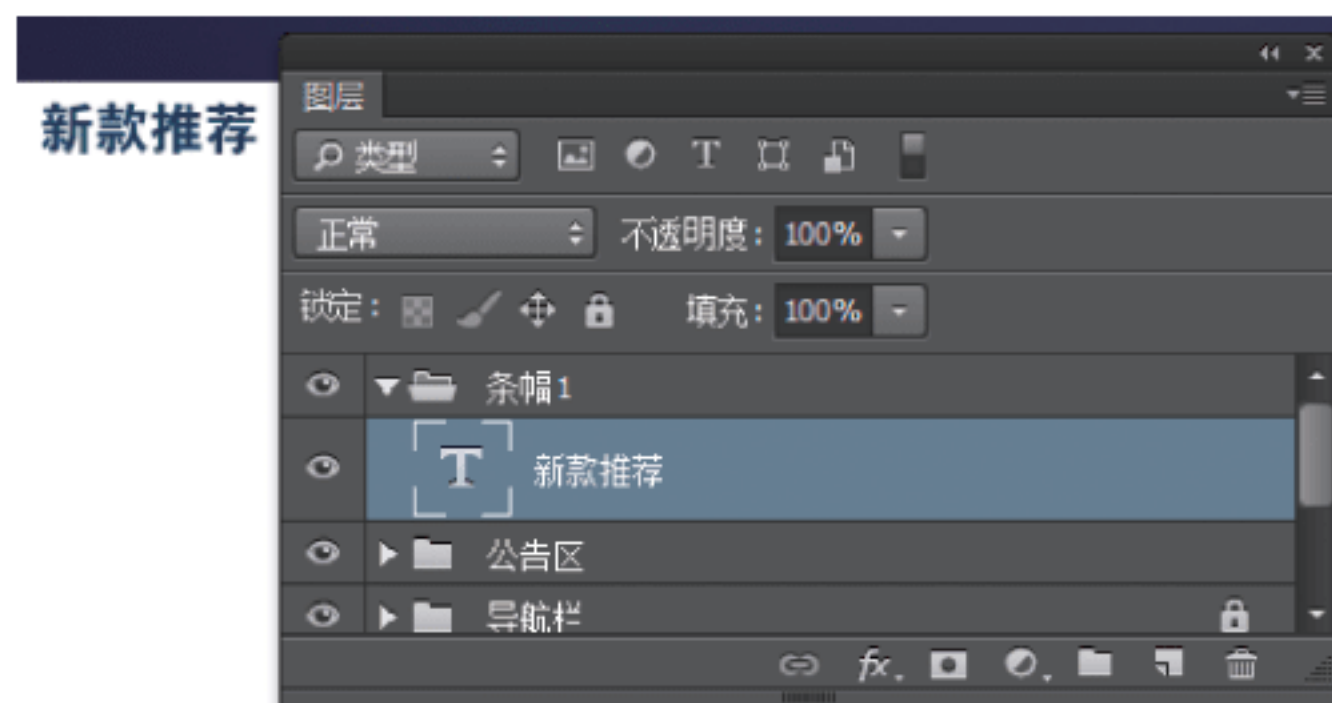 新款推荐
图层
类型
正常 不透明度: 100%
锁定: 填充: 100%
条幅1
T 新款推荐
公告区
导航栏
fx.